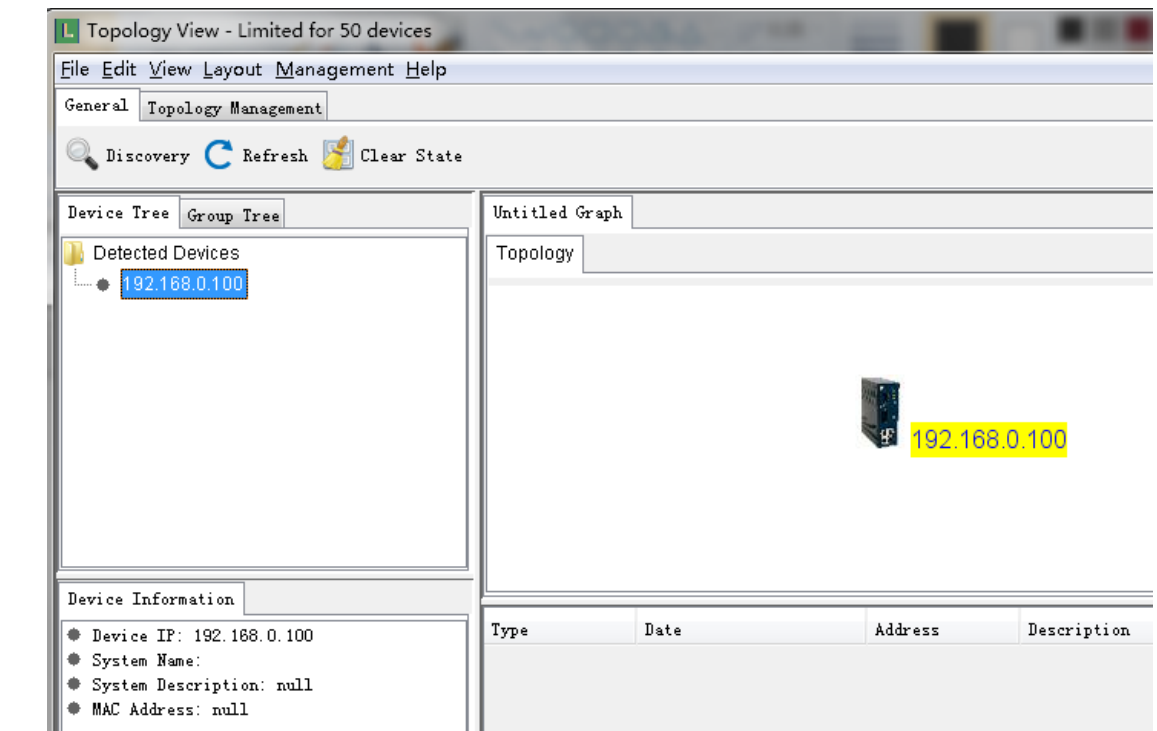 Topology View - Limited for 50 devices
File Edit View Layout Management Help
General Topology Management
Discovery Refresh Clear State
Device Tree Group Tree
Detected Devices
192.168.0.100
Untitled Graph
Topology
192.168.0.100
Device Information
Device IP: 192.168.0.100
System Name:
System Description: null
MAC Address: null
Type Date Address Description